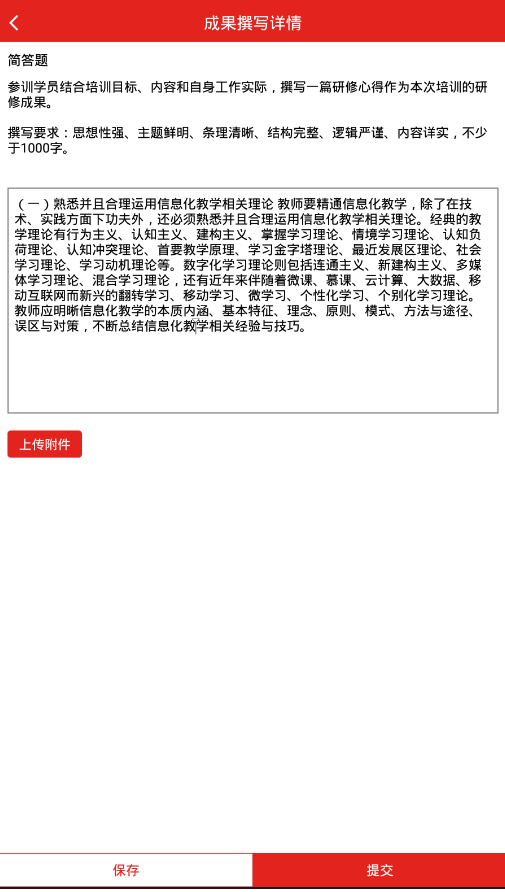 成果撰写详情
简答题
参训学员结合培训目标、内容和自身工作实际，撰写一篇研修心得作为本次培训的研
修成果。
撰写要求：思想性强、主题鲜明、条理清晰、结构完整、逻辑严谨、内容详实，不少
于1000字。
（一）熟悉并且合理运用信息化教学相关理论 教师要精通信息化教学，除了在技
术、实践方面下功夫外，还必须熟悉并且合理运用信息化教学相关理论。经典的教
学理论有行为主义、认知主义、建构主义、掌握学习理论、情境学习理论、认知负
荷理论、认知冲突理论、首要教学原理、学习金字塔理论、最近发展区理论、社会
学习理论、学习动机理论等。数字化学习理论则包括连通主义、新建构主义、多媒
体学习理论、混合学习理论，还有近年来伴随着微课、慕课、云计算、大数据、移
动互联网而新兴的翻转学习、移动学习、微学习、个性化学习、个别化学习理论。
教师应明晰信息化教学的本质内涵、基本特征、理念、原则、模式、方法与途径、
误区与对策，不断总结信息化教学相关经验与技巧。
上传附件
保存
提交